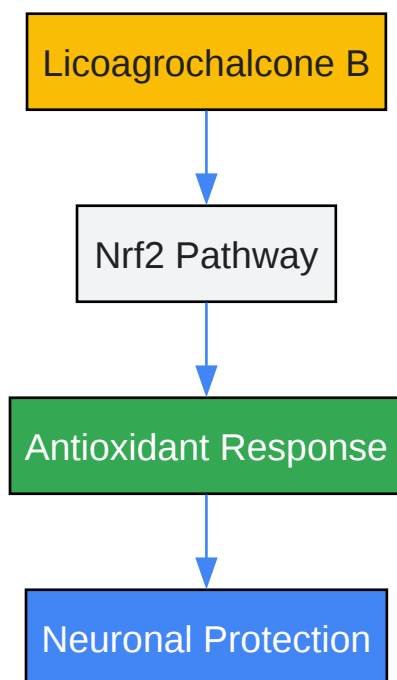 Licoagrochalcone B
Nrf2 Pathway
Antioxidant Response
Neuronal Protection